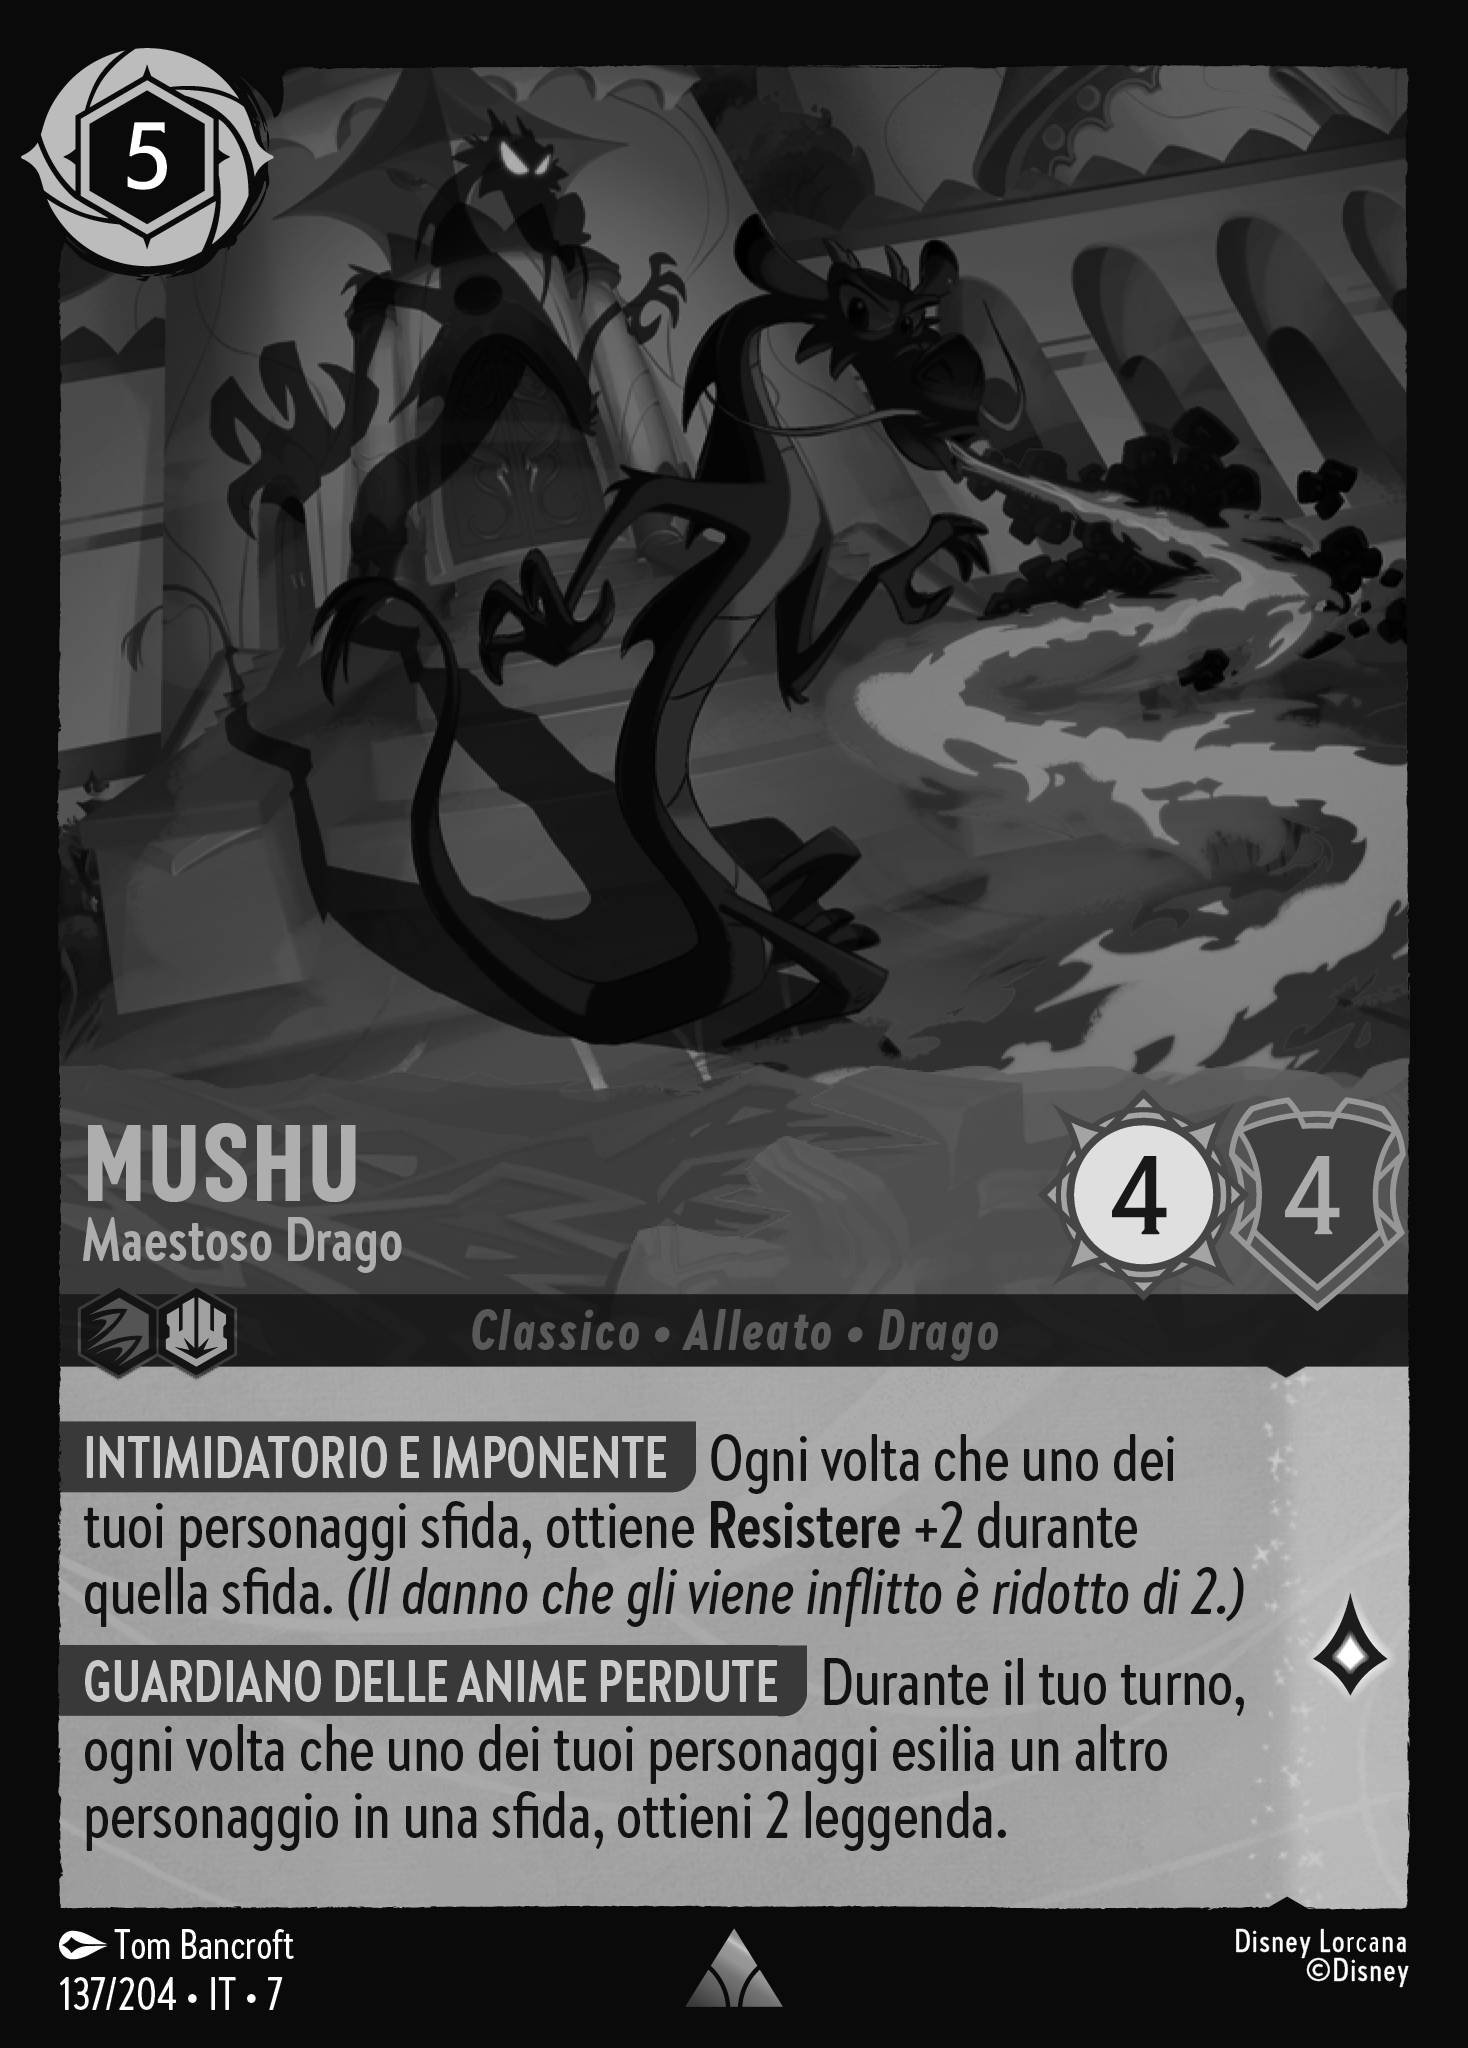 5
MUSHU
Maestoso Drago
4
4
Classico • Alleato • Drago
INTIMIDATORIO E IMPONENTE Ogni volta che uno dei
tuoi personaggi sfida, ottiene Resistere +2 durante
quella sfida. (Il danno che gli viene inflitto è ridotto di 2.)
GUARDIANO DELLE ANIME PERDUTE Durante il tuo turno,
ogni volta che uno dei tuoi personaggi esilia un altro
personaggio in una sfida, ottieni 2 leggenda.
Tom Bancroft
137/204 • IT • 7
Disney Lorcana
©Disney